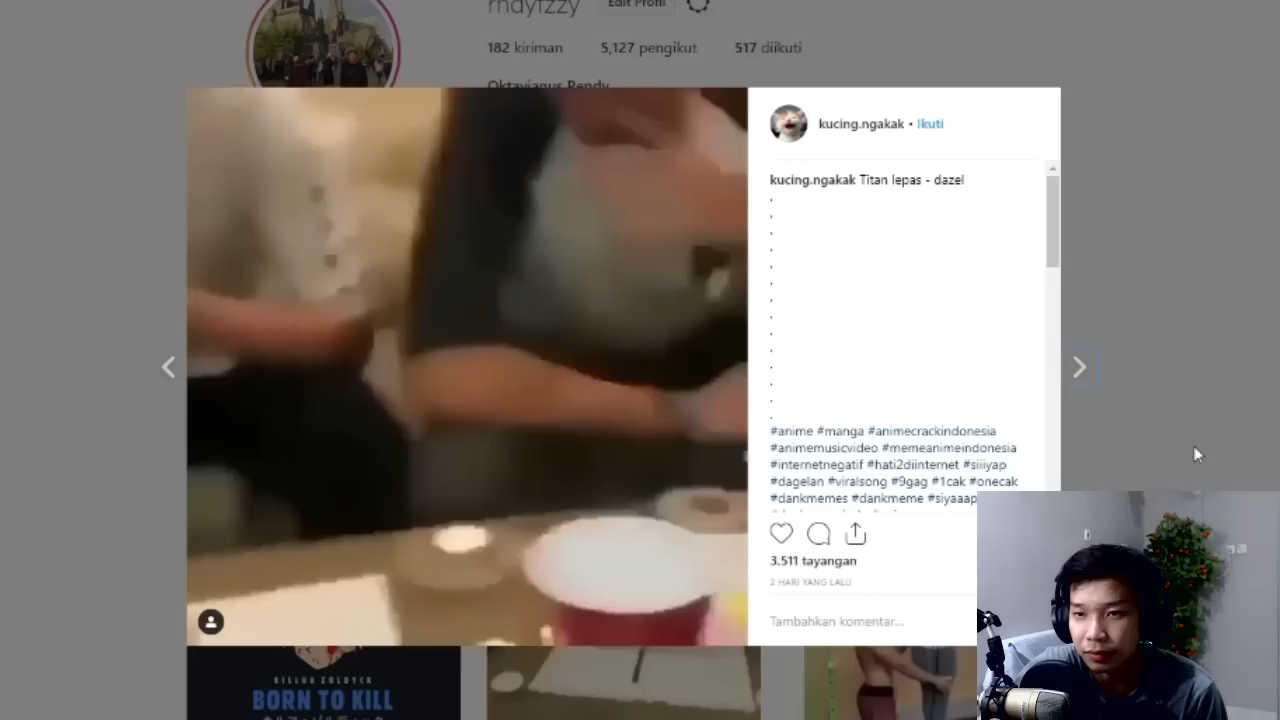 rndyfzzy Edit Profil
182 kiriman 5,127 pengikut 517 diikuti
Oktavianus Rendy
kucing.ngakak • Ikuti
kucing.ngakak Titan lepas - dazel
.
.
.
.
.
.
.
.
.
.
.
.
.
.
#anime #manga #animecrackindonesia
#animemusicvideo #memeanimeindonesia
#internetnegatif #hati2diinternet #siiiyap
#dagelan #viralsong #9gag #1cak #onecak
#dankmemes #dankmeme #siyaaap
3.511 tayangan
2 HARI YANG LALU
Tambahkan komentar...
KILLUA ZOLDYCK
BORN TO KILL